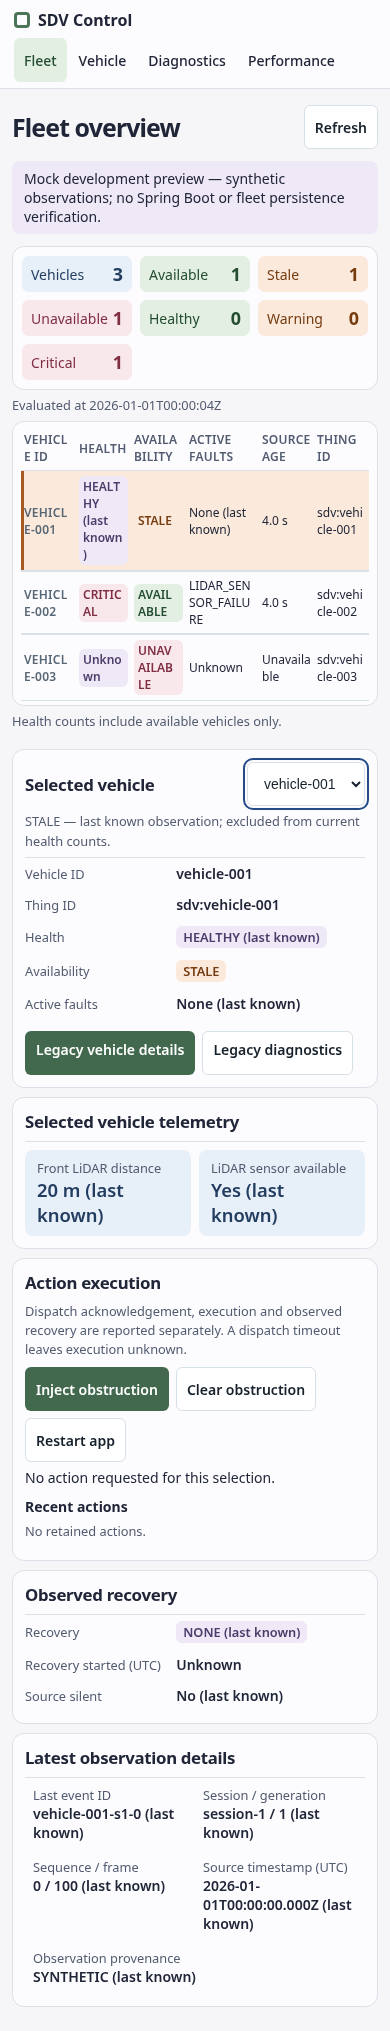 SDV Control
Fleet Vehicle Diagnostics Performance
Fleet overview
Refresh
Mock development preview — synthetic
observations; no Spring Boot or fleet persistence
verification.
Vehicles 3 Available 1 Stale 1
Unavailable 1 Healthy 0 Warning 0
Critical 1
Evaluated at 2026-01-01T00:00:04Z
VEHICL
E ID
HEALTH
AVAILA
BILITY
ACTIVE
FAULTS
SOURCE
AGE
THING
ID
VEHICL
E-001
HEALT
HY
(last
known
)
STALE
None (last
known)
4.0 s
sdv:vehi
cle-001
VEHICL
E-002
CRITIC
AL
AVAIL
ABLE
LIDAR_SEN
SOR_FAILU
RE
4.0 s
sdv:vehi
cle-002
VEHICL
E-003
Unkno
wn
UNAV
AILAB
LE
Unknown
Unavaila
ble
sdv:vehi
cle-003
Health counts include available vehicles only.
Selected vehicle
vehicle-001
STALE — last known observation; excluded from current
health counts.
Vehicle ID vehicle-001
Thing ID sdv:vehicle-001
Health HEALTHY (last known)
Availability STALE
Active faults None (last known)
Legacy vehicle details Legacy diagnostics
Selected vehicle telemetry
Front LiDAR distance
20 m (last
known)
LiDAR sensor available
Yes (last
known)
Action execution
Dispatch acknowledgement, execution and observed
recovery are reported separately. A dispatch timeout
leaves execution unknown.
Inject obstruction Clear obstruction
Restart app
No action requested for this selection.
Recent actions
No retained actions.
Observed recovery
Recovery NONE (last known)
Recovery started (UTC) Unknown
Source silent No (last known)
Latest observation details
Last event ID
vehicle-001-s1-0 (last
known)
Session / generation
session-1 / 1 (last
known)
Sequence / frame
0 / 100 (last known)
Source timestamp (UTC)
2026-01-
01T00:00:00.000Z (last
known)
Observation provenance
SYNTHETIC (last known)